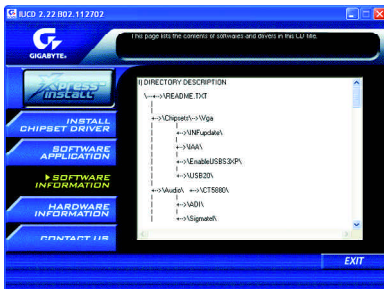 IUCD 2.22 B02.112702
This page lists the contents of softwares and drivers in this CD title.
GIGABYTE
Xpress
INSTALL
INSTALL
CHIPSET DRIVER
SOFTWARE
APPLICATION
SOFTWARE
INFORMATION
HARDWARE
INFORMATION
CONTACT US
I) DIRECTORY DESCRIPTION
\--+-->\README.TXT
|
+-->\Chipset\-->\Vga
| +-->\INFupdate\
| +-->\IAA\
| +-->\EnableUSBS3XP\
| +-->\USB20\
+-->\Audio\ +-->\CT5880\
| +-->\ADI\
| +-->\Sigmatel\
EXIT